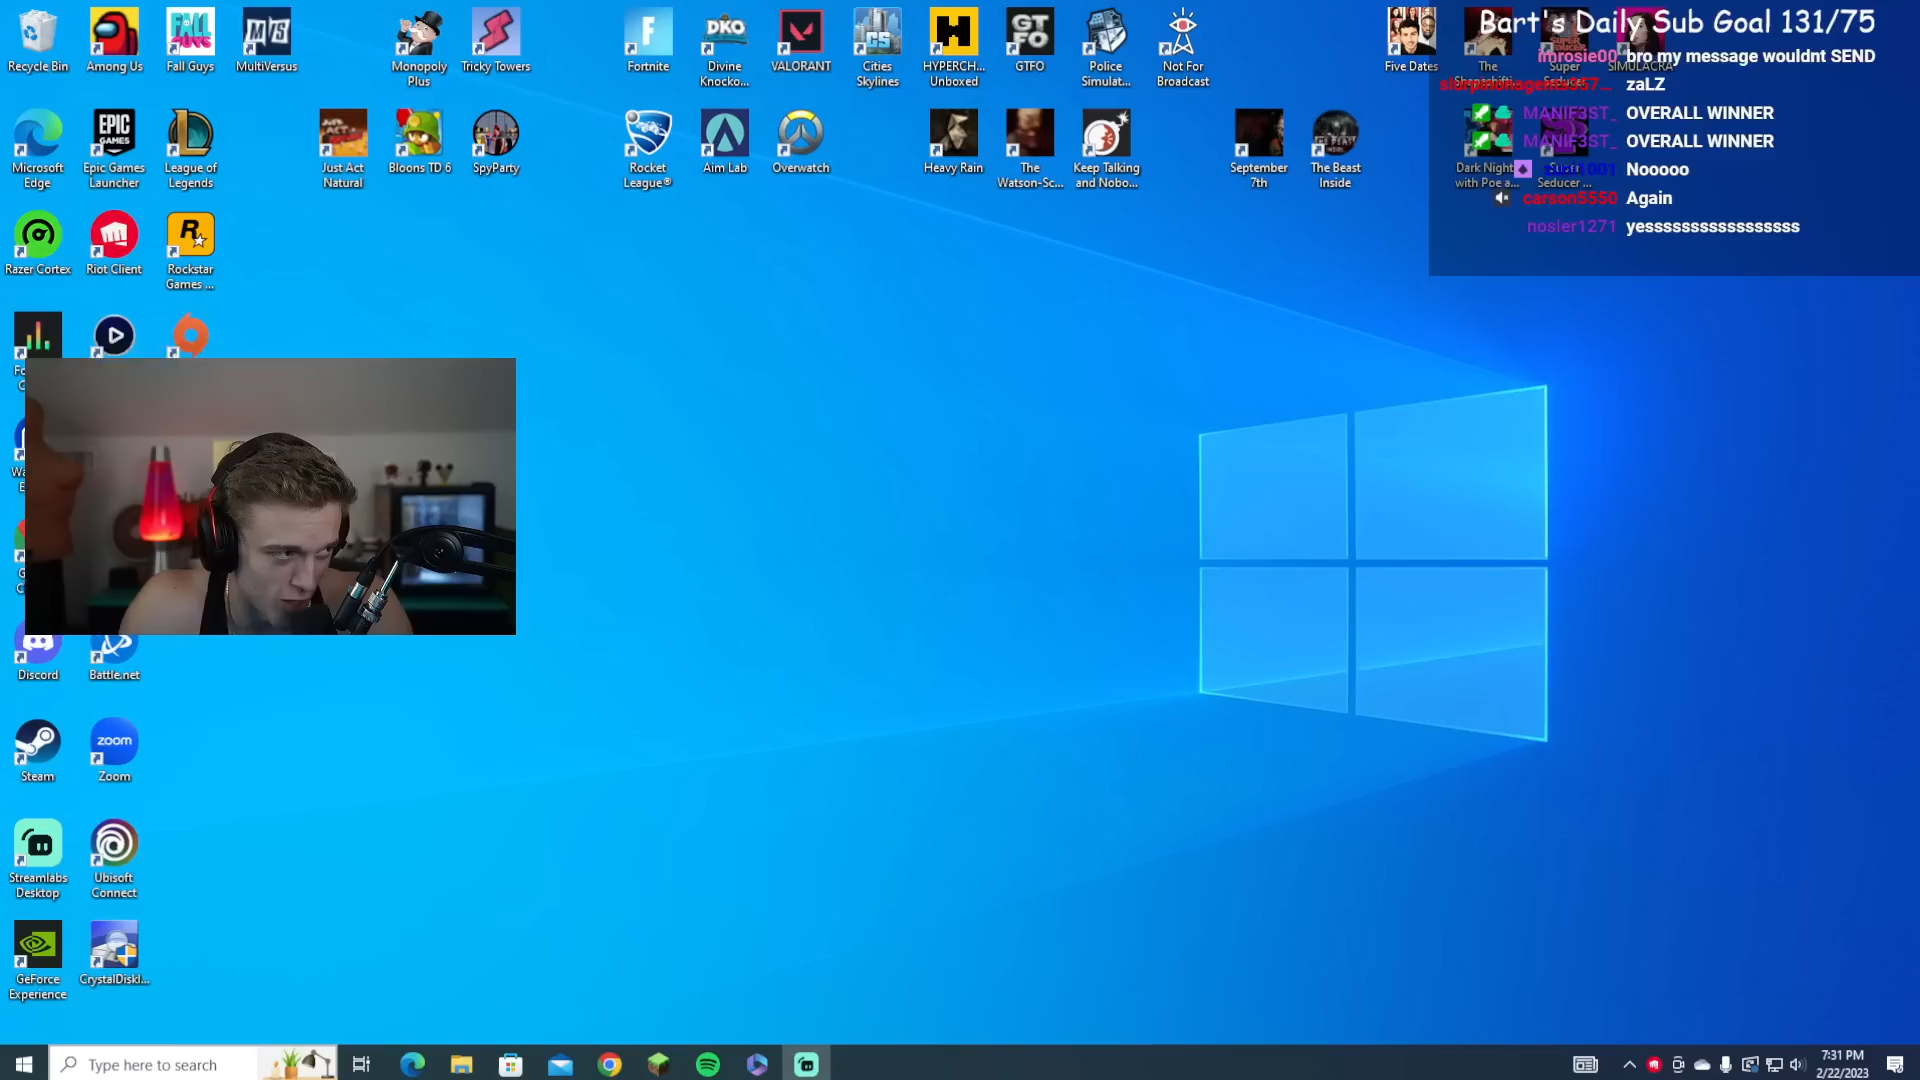 Bart's Daily Sub Goal 131/75
imrosie00 bro my message wouldnt SEND
zaLZ
MANIF3ST_ OVERALL WINNER
MANIF3ST_ OVERALL WINNER
Nooooo
carson5550 Again
nosler1271 yesssssssssssssssss
Recycle Bin
Among Us
Fall Guys
MultiVersus
Monopoly Plus
Tricky Towers
Fortnite
Divine Knocko...
VALORANT
Cities Skylines
HYPERCH... Unboxed
GTFO
Police Simulat...
Not For Broadcast
Five Dates
SIMULACRA
Microsoft Edge
Epic Games Launcher
League of Legends
Just Act Natural
Bloons TD 6
SpyParty
Rocket League®
Aim Lab
Overwatch
Heavy Rain
The Watson-Sc...
Keep Talking and Nobo...
September 7th
The Beast Inside
Dark Night with Poe a...
Super Seducer ...
Razer Cortex
Riot Client
Rockstar Games ...
Discord
Battle.net
Steam
Zoom
zoom
Streamlabs Desktop
Ubisoft Connect
GeForce Experience
CrystalDiskI...
Type here to search
7:31 PM
2/22/2023